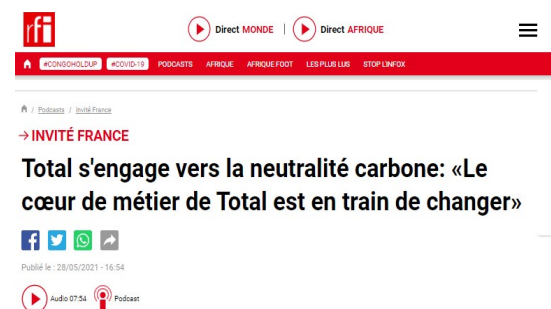 rfi
Direct MONDE | Direct AFRIQUE
#CONGOHOLDUP #COVID-19 PODCASTS AFRIQUE AFRIQUE FOOT LES PLUS LUS STOP L'INFOX
/ Podcasts / Invité France
→ INVITÉ FRANCE
Total s'engage vers la neutralité carbone: «Le
cœur de métier de Total est en train de changer»
Publié le : 28/05/2021 - 16:54
Audio 07:54 Podcast